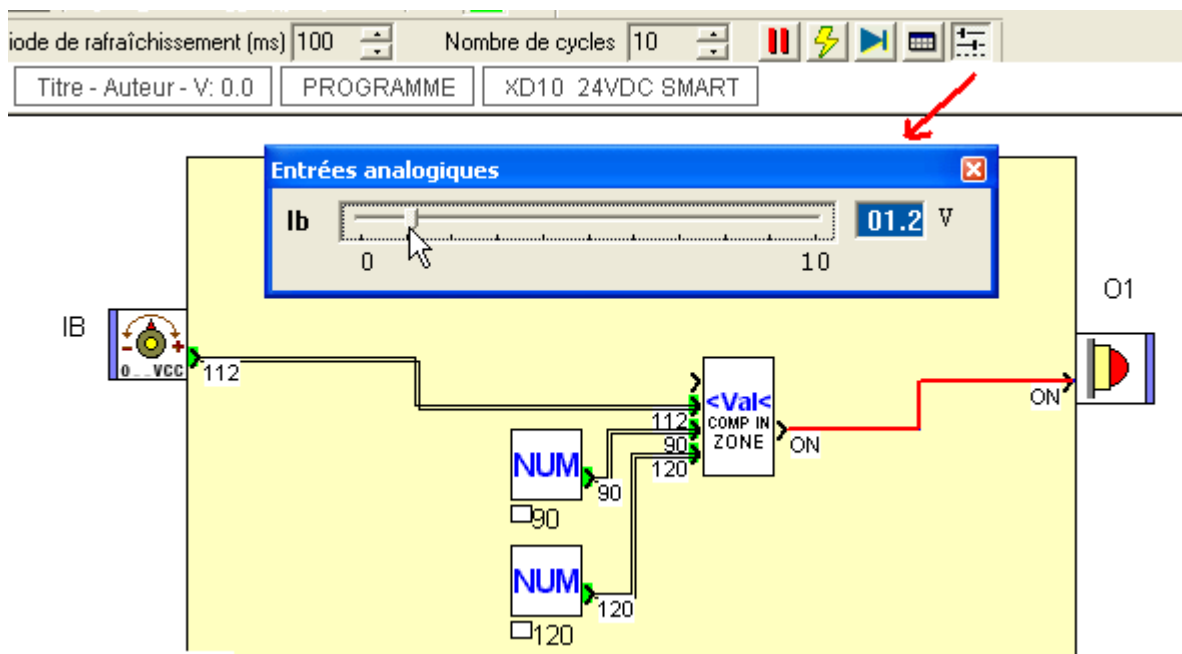 iode de rafraîchissement (ms) 100 Nombre de cycles 10
Titre - Auteur - V: 0.0 PROGRAMME XD10 24VDC SMART
Entrées analogiques
Ib 01.2 V
0 10
O1
IB
- +
0...VCC
112
ON
<Val<
COMP IN
ZONE
112
90
120
ON
NUM
90
90
NUM
120
120